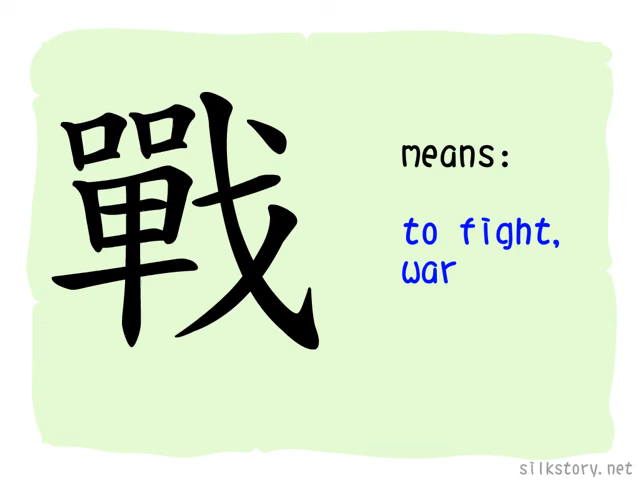 戰
means:
to fight,
war
silkstory.net